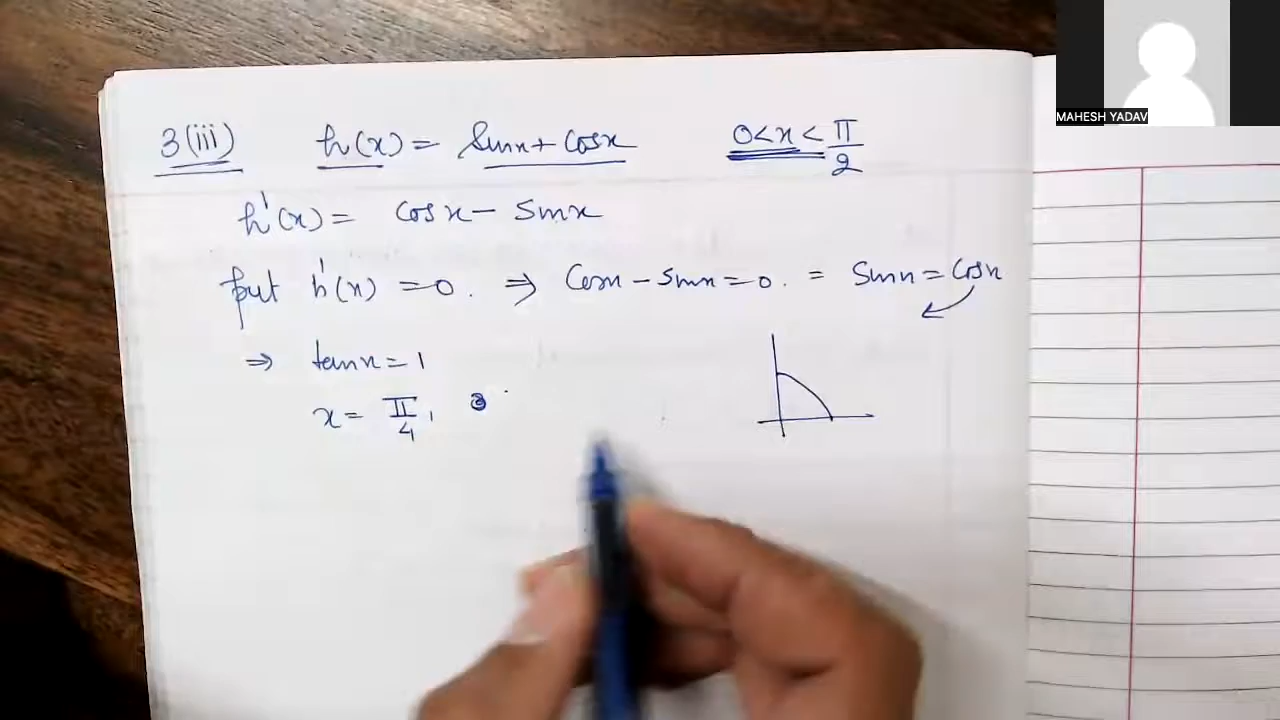 MAHESH YADAV
3(iii) h(x) = Sinx + Cosx 0<x<π/2
h'(x) = Cosx - Sinx
put h'(x) = 0. ⇒ Cosx - Sinx = 0. = Sinx = Cosx
⇒ tanx = 1
x = π/4,